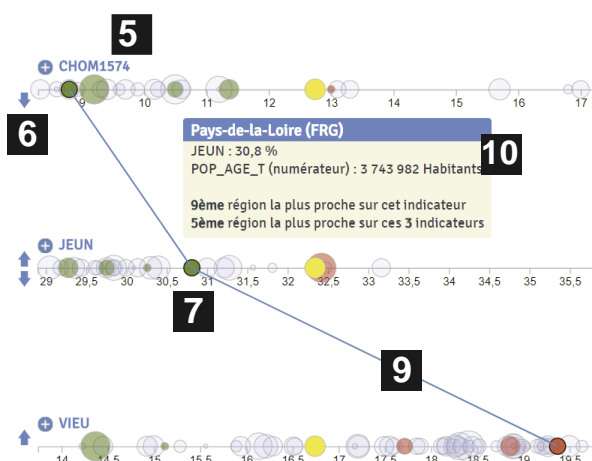 5
CHOM1574
9 10 11 12 13 14 15 16 17
6
Pays-de-la-Loire (FRG)
10
JEUN : 30,8 %
POP_AGE_T (numérateur) : 3 743 982 Habitants
9ème région la plus proche sur cet indicateur
5ème région la plus proche sur ces 3 indicateurs
JEUN
29 29,5 30 30,5 31 31,5 32 32,5 33 33,5 34 34,5 35 35,5
7
9
VIEU
14 14,5 15 15,5 16 16,5 17 17,5 18 18,5 19 19,5